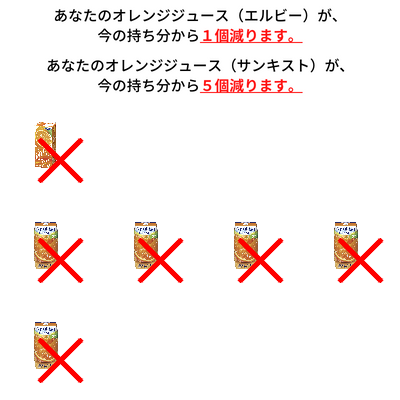 あなたのオレンジジュース（エルビー）が、
今の持ち分から１個減ります。
あなたのオレンジジュース（サンキスト）が、
今の持ち分から５個減ります。